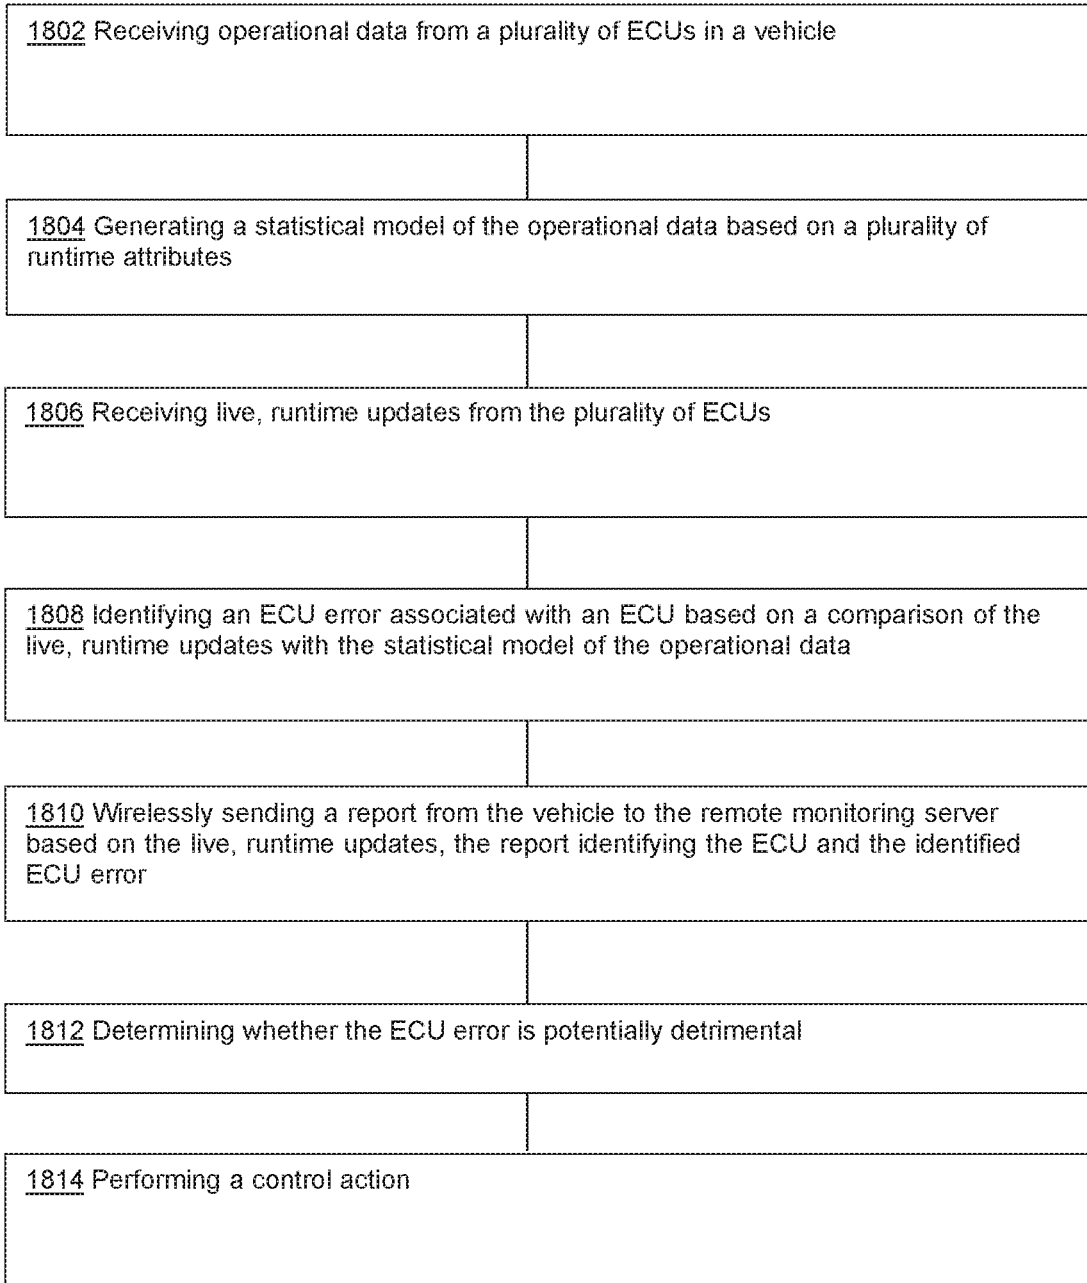 1802 Receiving operational data from a plurality of ECUs in a vehicle
1804 Generating a statistical model of the operational data based on a plurality of
runtime attributes
1806 Receiving live, runtime updates from the plurality of ECUs
1808 Identifying an ECU error associated with an ECU based on a comparison of the
live, runtime updates with the statistical model of the operational data
1810 Wirelessly sending a report from the vehicle to the remote monitoring server
based on the live, runtime updates, the report identifying the ECU and the identified
ECU error
1812 Determining whether the ECU error is potentially detrimental
1814 Performing a control action